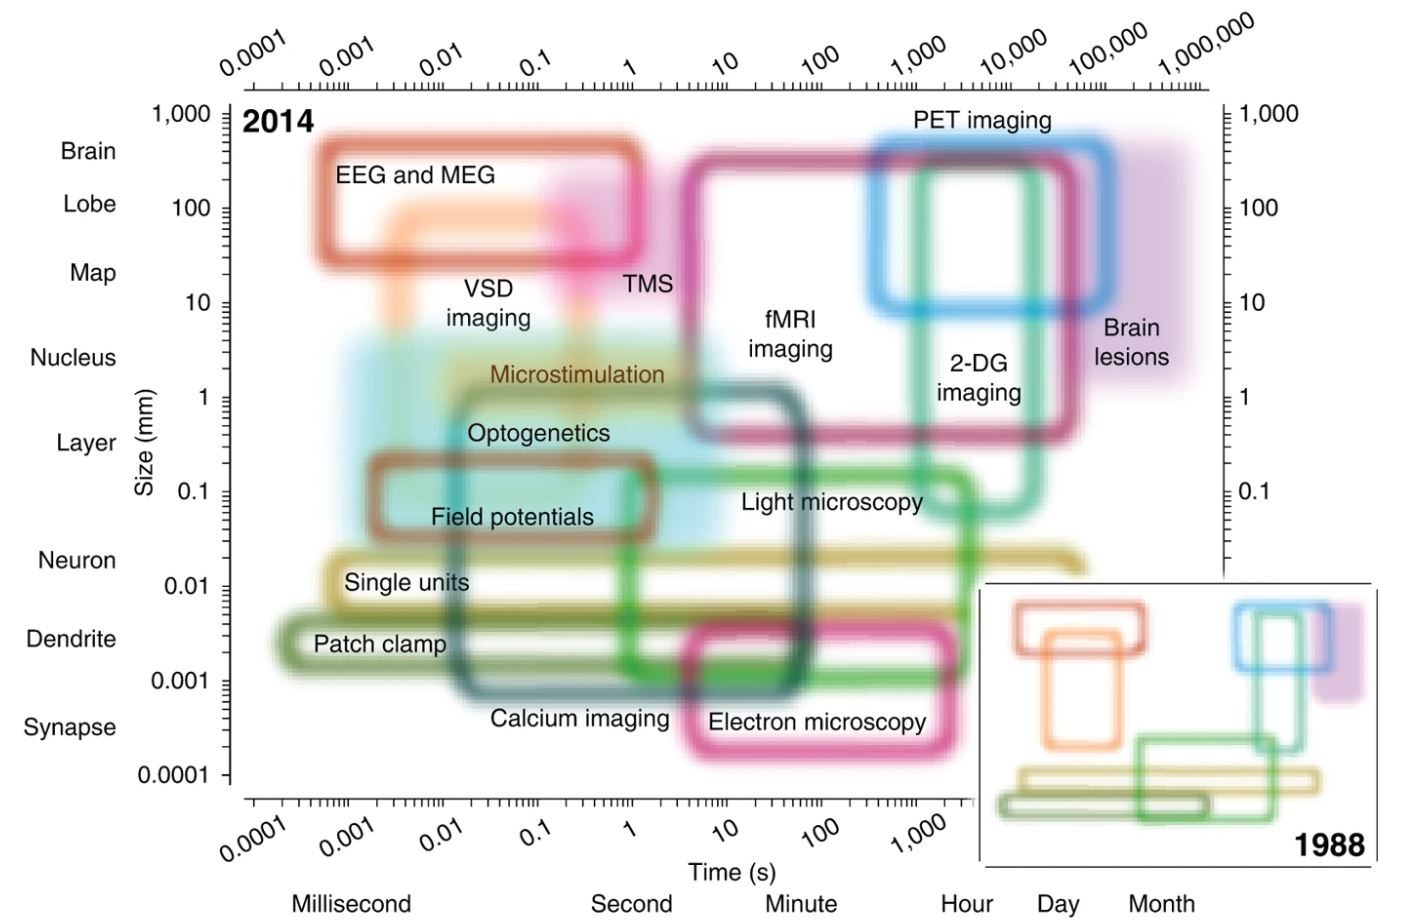 0.0001 0.001 0.01 0.1 1 10 100 1,000 10,000 100,000 1,000,000
2014
PET imaging
1,000
1,000
Brain
EEG and MEG
Lobe
100
100
Map
TMS
VSD
imaging
10
10
fMRI
imaging
Brain
lesions
Nucleus
2-DG
imaging
Microstimulation
1
1
Size (mm)
Layer
Optogenetics
0.1
0.1
Light microscopy
Field potentials
Neuron
0.01
Single units
Dendrite
Patch clamp
0.001
Synapse
Calcium imaging
Electron microscopy
0.0001
0.0001 0.001 0.01 0.1 1 10 100 1,000
1988
Time (s)
Millisecond Second Minute Hour Day Month